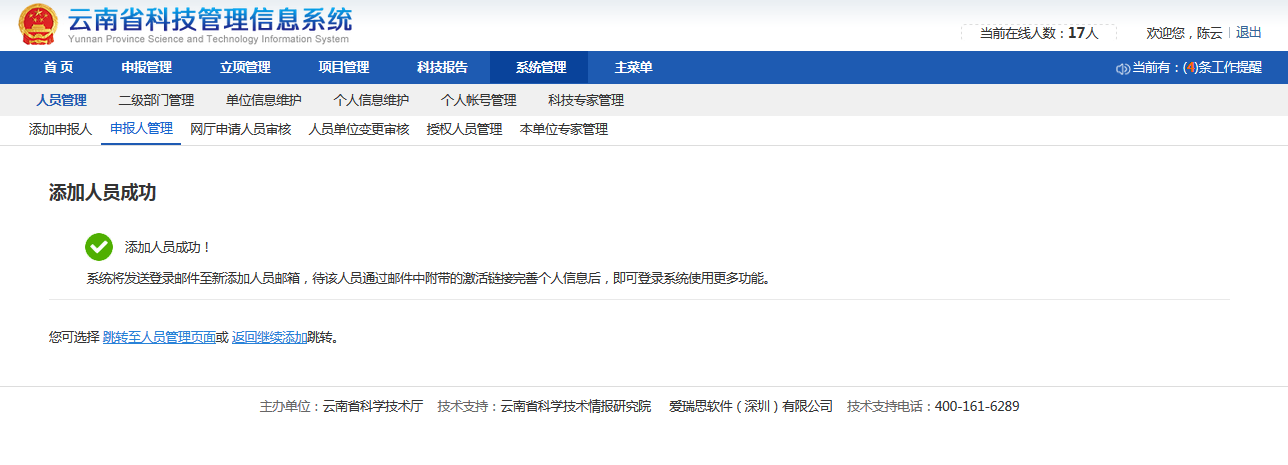 云南省科技管理信息系统
Yunnan Province Science and Technology Information System
当前在线人数：17人 欢迎您，陈云 | 退出
首 页 申报管理 立项管理 项目管理 科技报告 系统管理 主菜单 当前有：(4)条工作提醒
人员管理 二级部门管理 单位信息维护 个人信息维护 个人帐号管理 科技专家管理
添加申报人 申报人管理 网厅申请人员审核 人员单位变更审核 授权人员管理 本单位专家管理
添加人员成功
添加人员成功！
系统将发送登录邮件至新添加人员邮箱，待该人员通过邮件中附带的激活链接完善个人信息后，即可登录系统使用更多功能。
您可选择 跳转至人员管理页面或 返回继续添加跳转。
主办单位：云南省科学技术厅 技术支持：云南省科学技术情报研究院 爱瑞思软件（深圳）有限公司 技术支持电话：400-161-6289